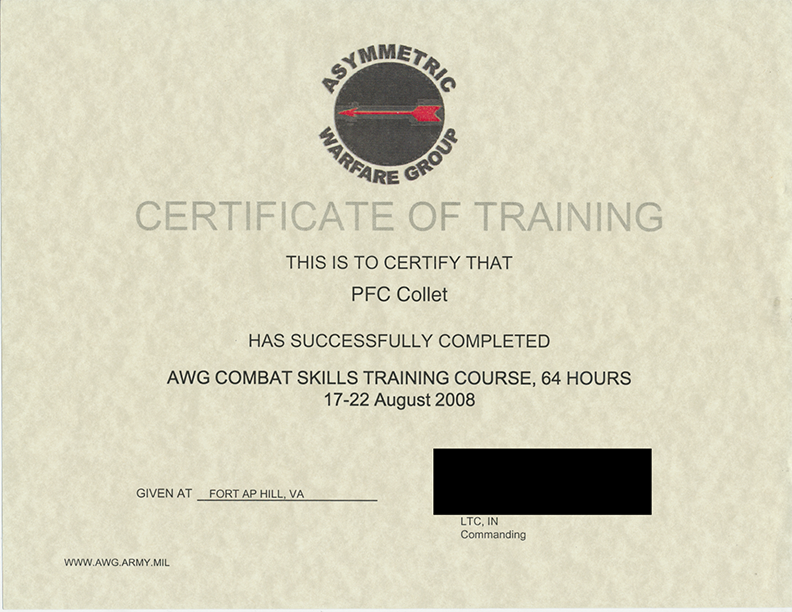 ASYMMETRIC
WARFARE GROUP
CERTIFICATE OF TRAINING
THIS IS TO CERTIFY THAT
PFC Collet
HAS SUCCESSFULLY COMPLETED
AWG COMBAT SKILLS TRAINING COURSE, 64 HOURS
17-22 August 2008
GIVEN AT FORT AP HILL, VA
LTC, IN
Commanding
WWW.AWG.ARMY.MIL